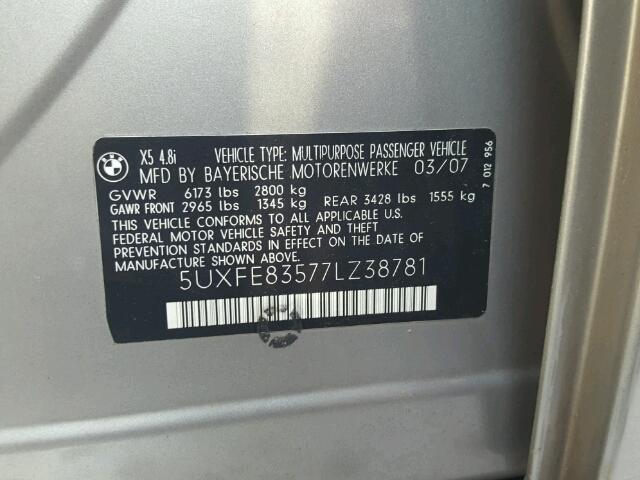 BMW
X5 4.8i VEHICLE TYPE: MULTIPURPOSE PASSENGER VEHICLE
MFD BY BAYERISCHE MOTORENWERKE 03/07
GVWR 6173 lbs 2800 kg
GAWR FRONT 2965 lbs 1345 kg REAR 3428 lbs 1555 kg
THIS VEHICLE CONFORMS TO ALL APPLICABLE U.S.
FEDERAL MOTOR VEHICLE SAFETY AND THEFT
PREVENTION STANDARDS IN EFFECT ON THE DATE OF
MANUFACTURE SHOWN ABOVE.
5UXFE83577LZ38781
7 012 956